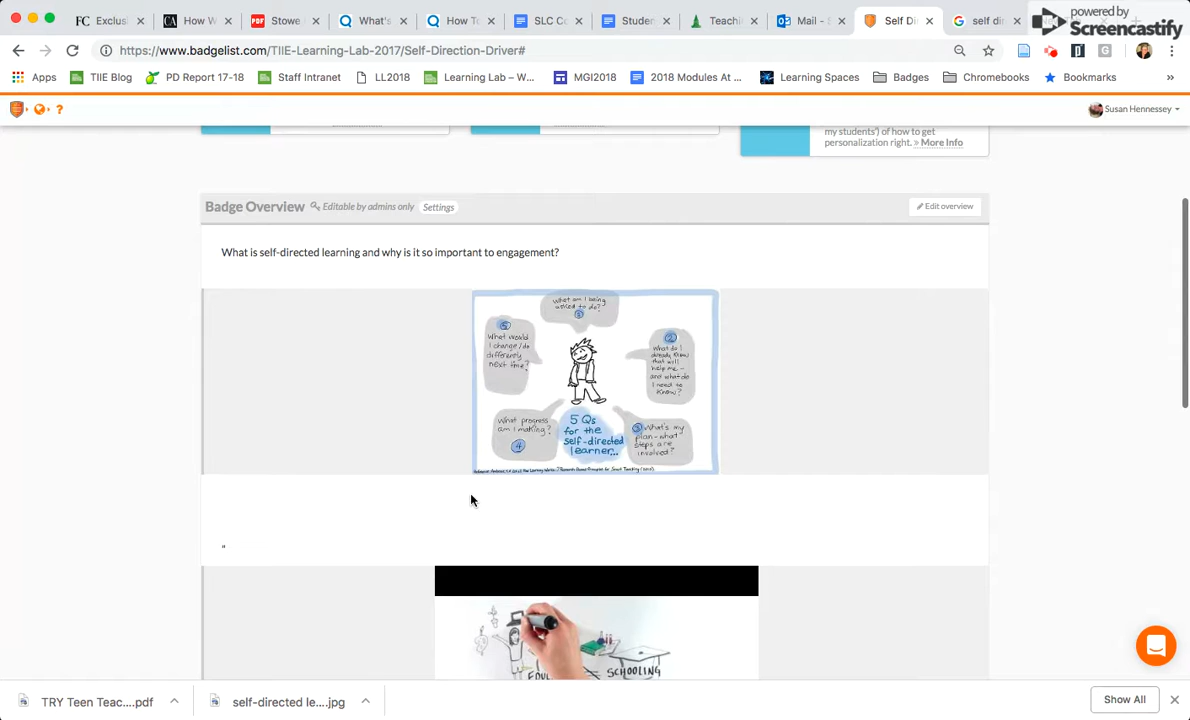 Exclusi
How W
Stowe
What's
How T
SLC C
Studen
Teachi
Mail - S
Self Di
self dir
powered by
Screencastify
https://www.badgelist.com/TIIE-Learning-Lab-2017/Self-Direction-Driver#
Apps
TIIE Blog
PD Report 17-18
Staff Intranet
LL2018
Learning Lab – W...
MGI2018
2018 Modules At ...
Learning Spaces
Badges
Chromebooks
Bookmarks
»
?
Susan Hennessey
my students') of how to get
personalization right. » More Info
Badge Overview
Editable by admins only
Settings
Edit overview
What is self-directed learning and why is it so important to engagement?
What am I being
asked to do?
1
5
What would
I change/do
differently
next time?
2
What do I
already know
that will
help me –
and what do
I need to
know?
What progress
am I making?
4
5 Qs
for the
self-directed
learner...
3 What's my
plan – what
steps are
involved?
"
SCHOOLING
TRY Teen Teac....pdf
self-directed le....jpg
Show All